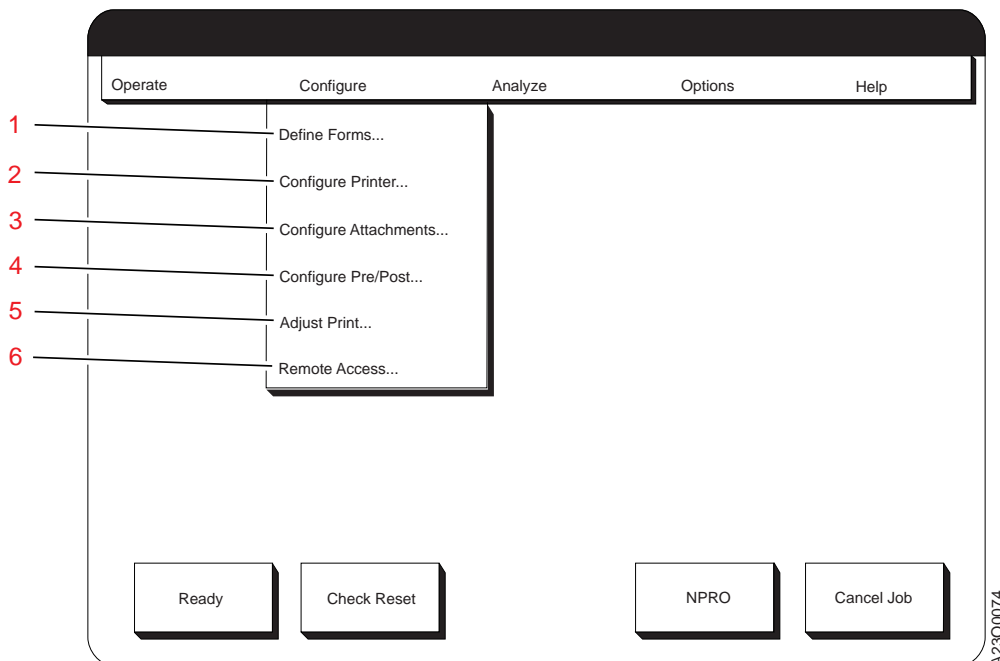 Operate Configure Analyze Options Help
1 Define Forms...
2 Configure Printer...
3 Configure Attachments...
4 Configure Pre/Post...
5 Adjust Print...
6 Remote Access...
Ready Check Reset NPRO Cancel Job
A23O0074